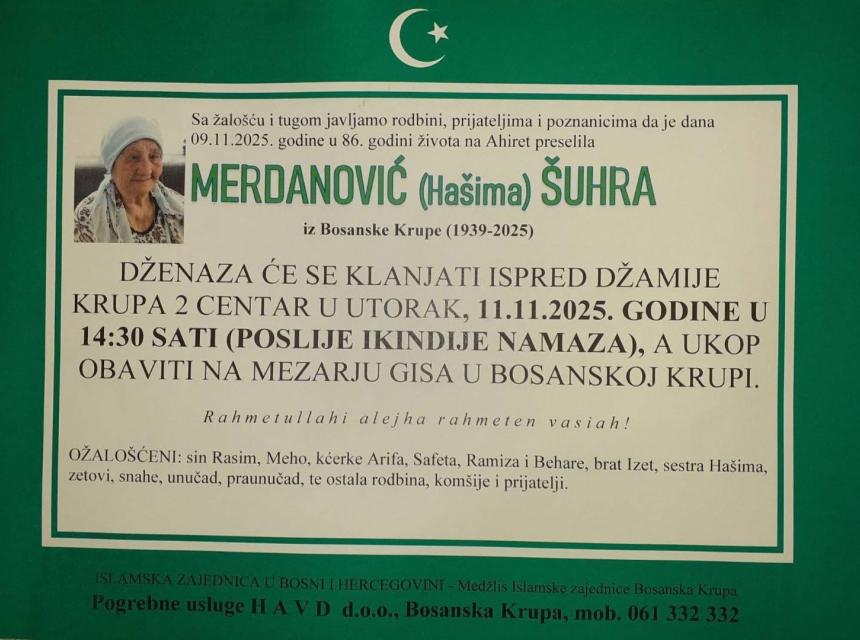 Sa žalošću i tugom javljamo rodbini, prijateljima i poznanicima da je dana
09.11.2025. godine u 86. godini života na Ahiret preselila
MERDANOVIĆ (Hašima) ŠUHRA
iz Bosanske Krupe (1939-2025)
DŽENAZA ĆE SE KLANJATI ISPRED DŽAMIJE
KRUPA 2 CENTAR U UTORAK, 11.11.2025. GODINE U
14:30 SATI (POSLIJE IKINDIJE NAMAZA), A UKOP
OBAVITI NA MEZARJU GISA U BOSANSKOJ KRUPI.
Rahmetullahi alejha rahmeten vasiah!
OŽALOŠĆENI: sin Rasim, Meho, kćerke Arifa, Safeta, Ramiza i Behare, brat Izet, sestra Hašima,
zetovi, snahe, unučad, praunučad, te ostala rodbina, komšije i prijatelji.
ISLAMSKA ZAJEDNICA U BOSNI I HERCEGOVINI - Medžlis Islamske zajednice Bosanska Krupa
Pogrebne usluge H A V D d.o.o., Bosanska Krupa, mob. 061 332 332